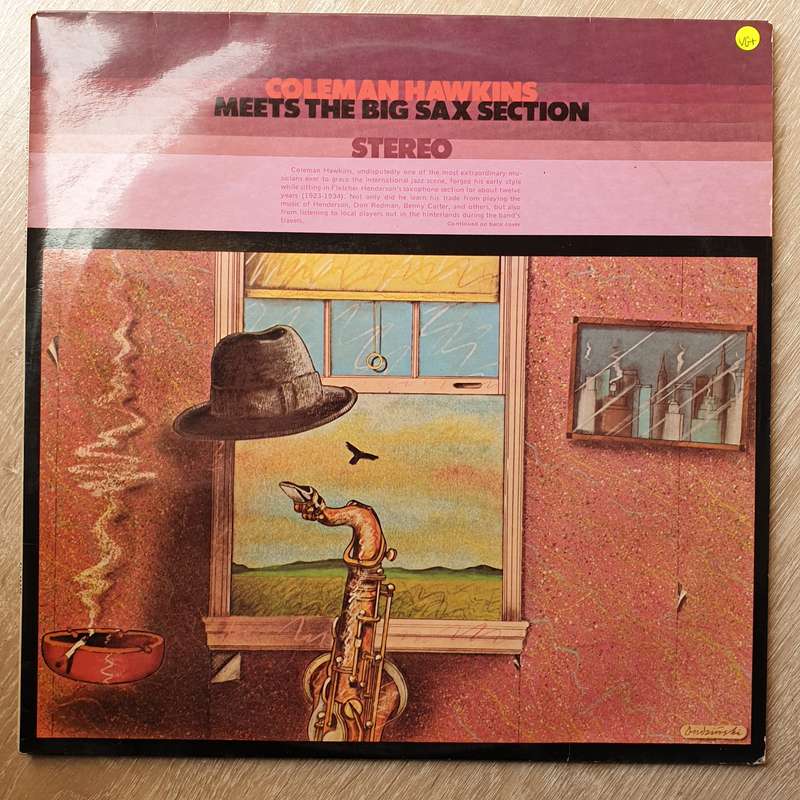 VG+
COLEMAN HAWKINS
MEETS THE BIG SAX SECTION
STEREO
Coleman Hawkins, undisputedly one of the most extraordinary mu-
sicians ever to grace the international jazz scene, forged his early style
while sitting in Fletcher Henderson's saxophone section for about twelve
years (1923-1934). Not only did he learn his trade from playing the
music of Henderson, Don Redman, Benny Carter, and others, but also
from listening to local players out in the hinterlands during the band's
travels.
Continued on back cover